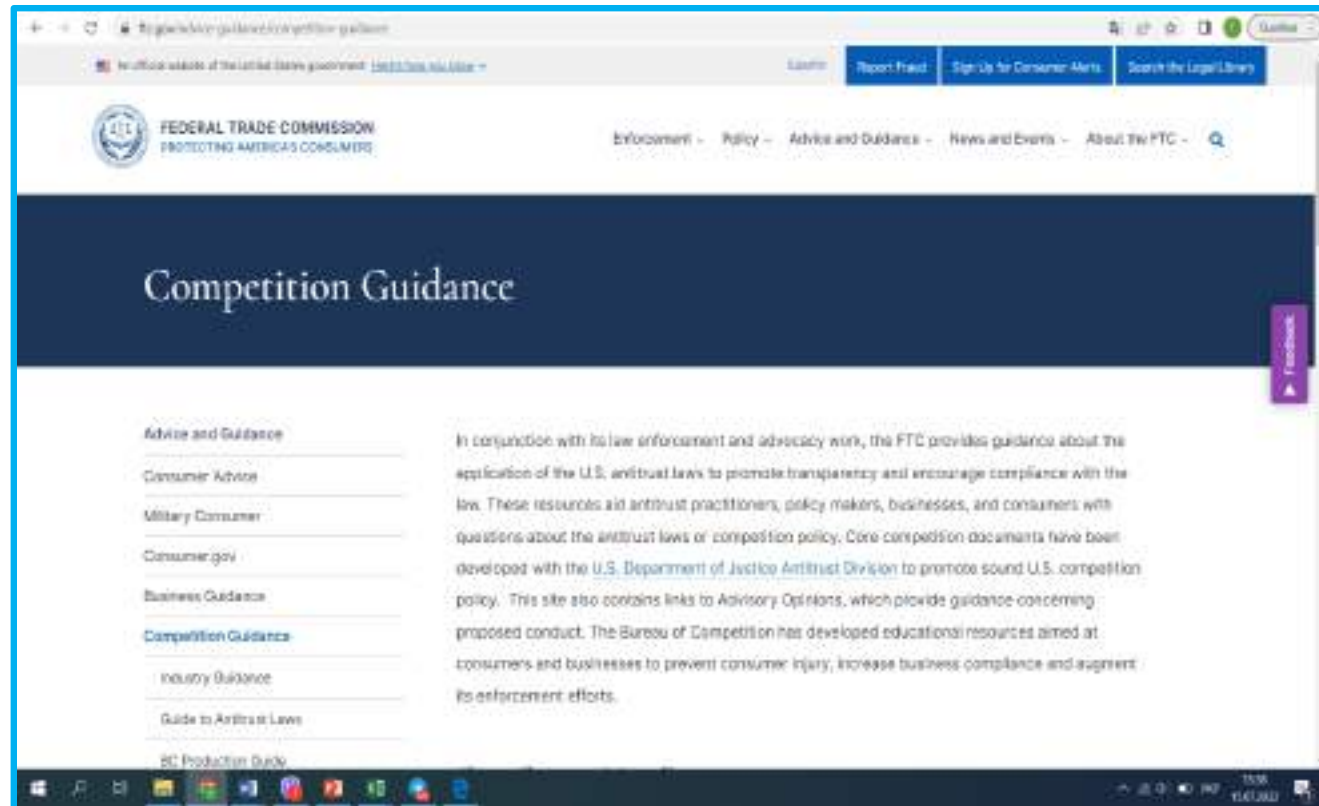 ftc.gov/advice-guidance/competition-guidance
An official website of the United States government Here's how you know
Español
Report Fraud
Sign Up for Consumer Alerts
Search the Legal Library
FEDERAL TRADE COMMISSION
PROTECTING AMERICA'S CONSUMERS
Enforcement
Policy
Advice and Guidance
News and Events
About the FTC
Competition Guidance
Feedback
Advice and Guidance
Consumer Advice
Military Consumer
Consumer.gov
Business Guidance
Competition Guidance
Industry Guidance
Guide to Antitrust Laws
BC Production Guide
In conjunction with its law enforcement and advocacy work, the FTC provides guidance about the
application of the U.S. antitrust laws to promote transparency and encourage compliance with the
law. These resources aid antitrust practitioners, policy makers, businesses, and consumers with
questions about the antitrust laws or competition policy. Core competition documents have been
developed with the U.S. Department of Justice Antitrust Division to promote sound U.S. competition
policy. This site also contains links to Advisory Opinions, which provide guidance concerning
proposed conduct. The Bureau of Competition has developed educational resources aimed at
consumers and businesses to prevent consumer injury, increase business compliance and augment
its enforcement efforts.